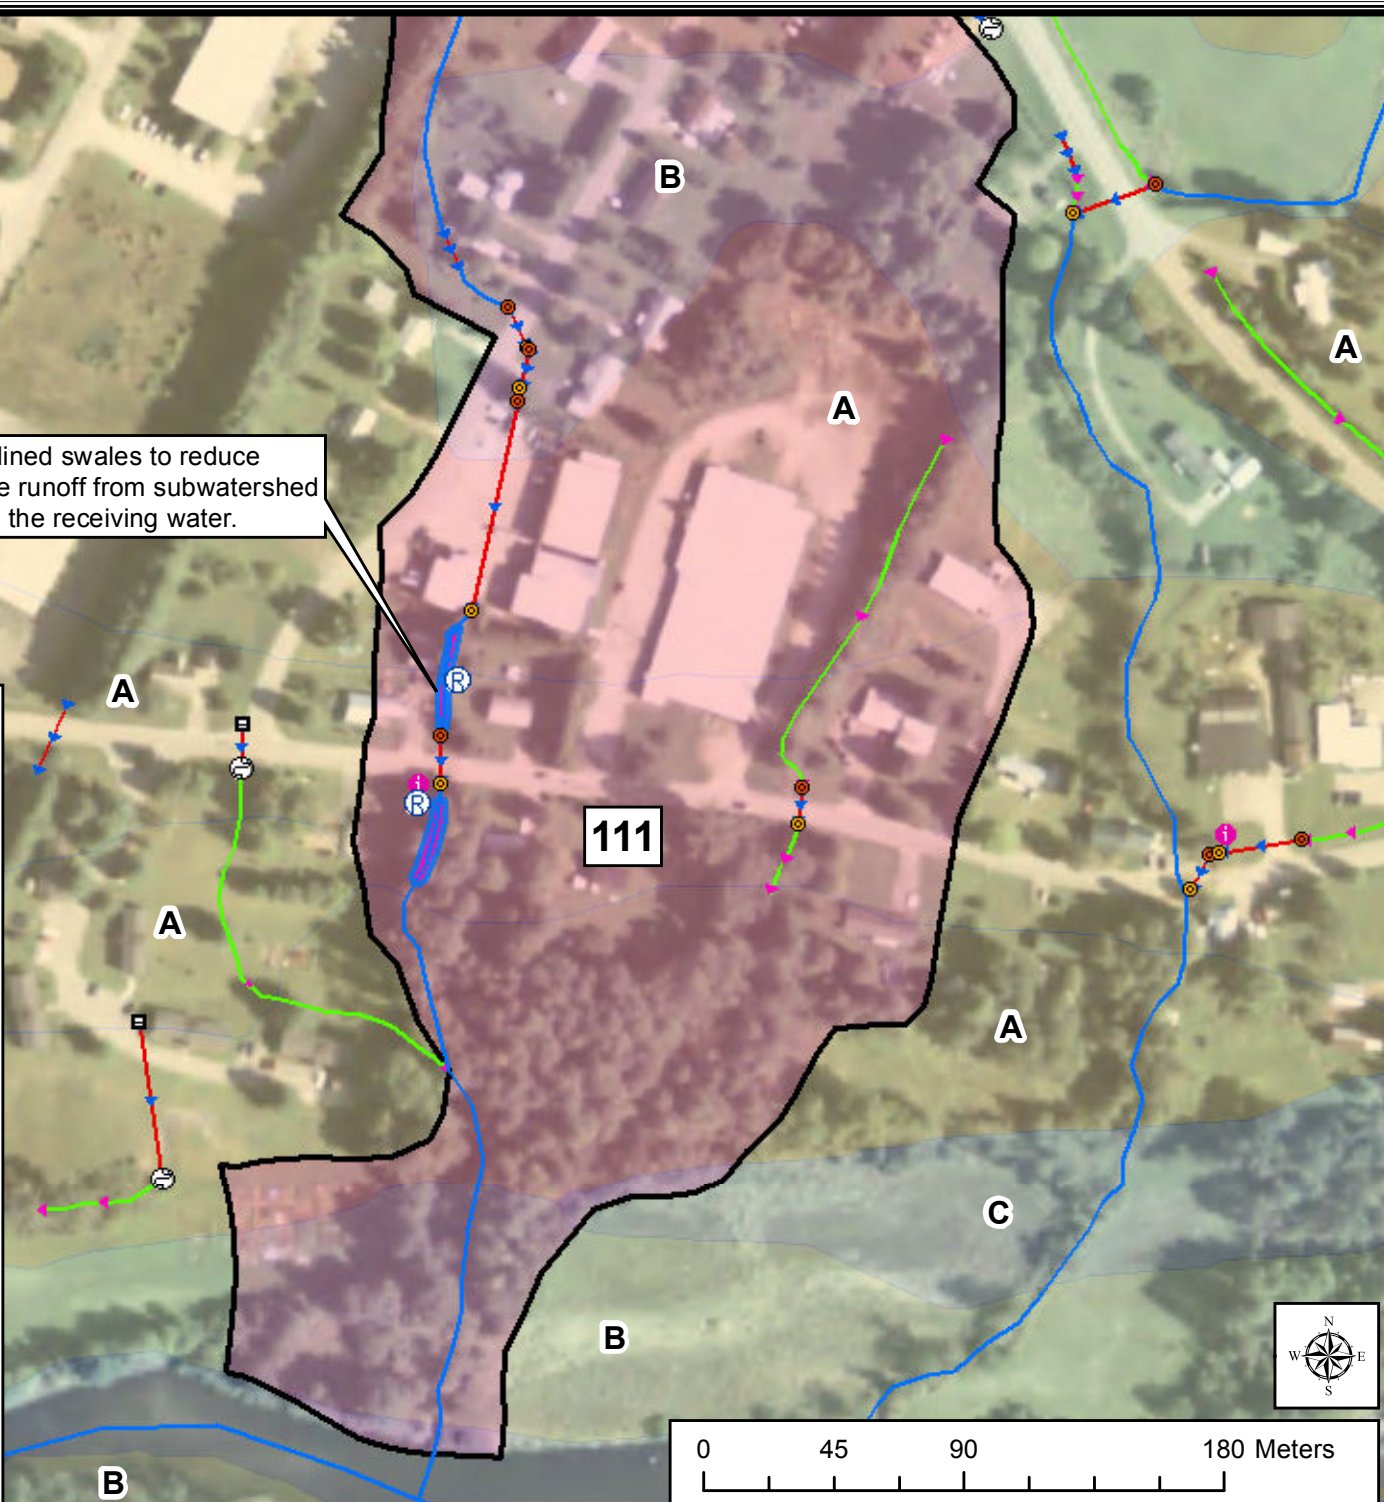 B
A
A
lined swales to reduce
e runoff from subwatershed
the receiving water.
R
A
i
R
111
i
A
A
C
B
N
W E
S
0 45 90 180 Meters
B